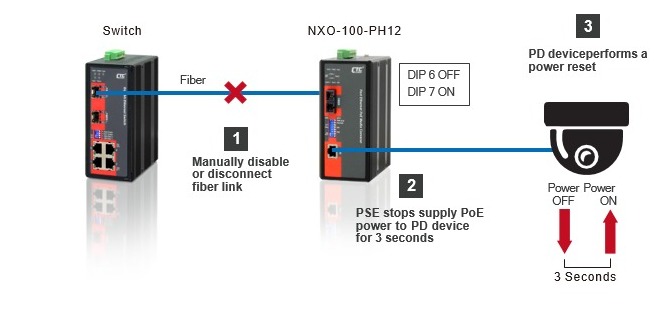 Switch
NXO-100-PH12
3
PD deviceperforms a
power reset
CTC
CTC
Fiber
DIP 6 OFF
DIP 7 ON
1
Manually disable
or disconnect
fiber link
2
PSE stops supply PoE
power to PD device
for 3 seconds
Power Power
OFF ON
3 Seconds